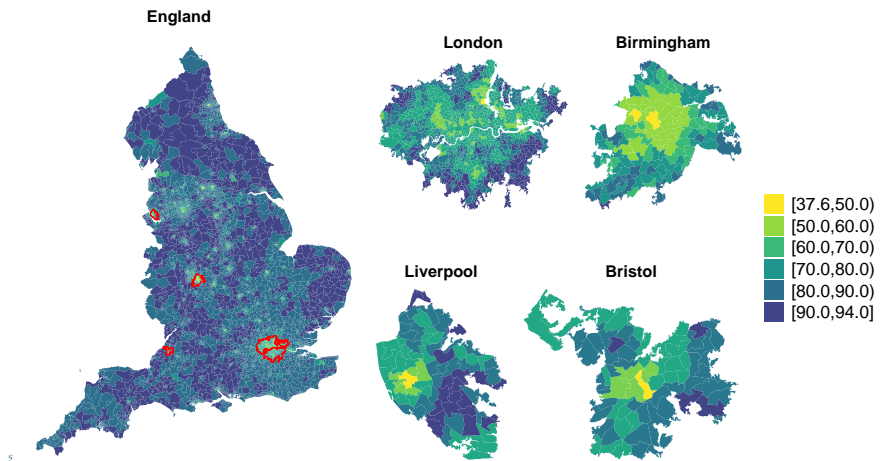 England
London
Birmingham
Liverpool
Bristol
[37.6,50.0)
[50.0,60.0)
[60.0,70.0)
[70.0,80.0)
[80.0,90.0)
[90.0,94.0]